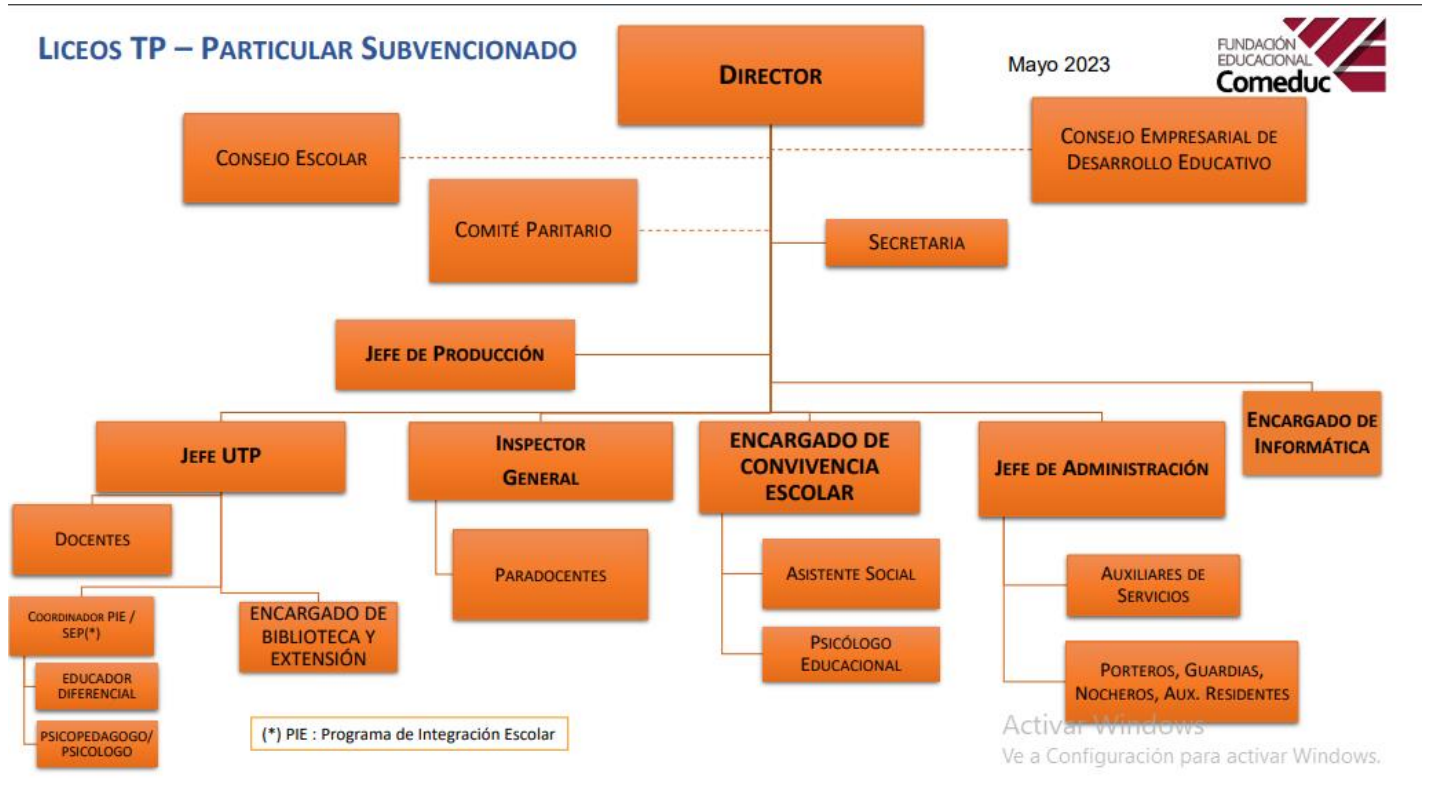 LICEOS TP – PARTICULAR SUBVENCIONADO
DIRECTOR
Mayo 2023
FUNDACIÓN
EDUCACIONAL
Comeduc
CONSEJO ESCOLAR
CONSEJO EMPRESARIAL DE
DESARROLLO EDUCATIVO
COMITÉ PARITARIO
SECRETARIA
JEFE DE PRODUCCIÓN
JEFE UTP
INSPECTOR
GENERAL
ENCARGADO DE
CONVIVENCIA
ESCOLAR
JEFE DE ADMINISTRACIÓN
ENCARGADO DE
INFORMÁTICA
DOCENTES
PARADOCENTES
ASISTENTE SOCIAL
AUXILIARES DE
SERVICIOS
COORDINADOR PIE /
SEP(*)
ENCARGADO DE
BIBLIOTECA Y
EXTENSIÓN
PSICÓLOGO
EDUCACIONAL
EDUCADOR
DIFERENCIAL
PORTEROS, GUARDIAS,
NOCHEROS, AUX. RESIDENTES
PSICOPEDAGOGO/
PSICOLOGO
(*) PIE : Programa de Integración Escolar
Activar Windows
Ve a Configuración para activar Windows.